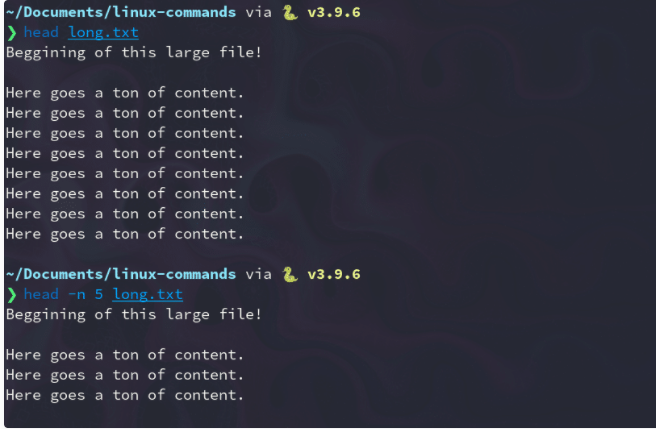 ~/Documents/linux-commands via 🐍 v3.9.6
❯ head long.txt
Beggining of this large file!

Here goes a ton of content.
Here goes a ton of content.
Here goes a ton of content.
Here goes a ton of content.
Here goes a ton of content.
Here goes a ton of content.
Here goes a ton of content.
Here goes a ton of content.

~/Documents/linux-commands via 🐍 v3.9.6
❯ head -n 5 long.txt
Beggining of this large file!

Here goes a ton of content.
Here goes a ton of content.
Here goes a ton of content.